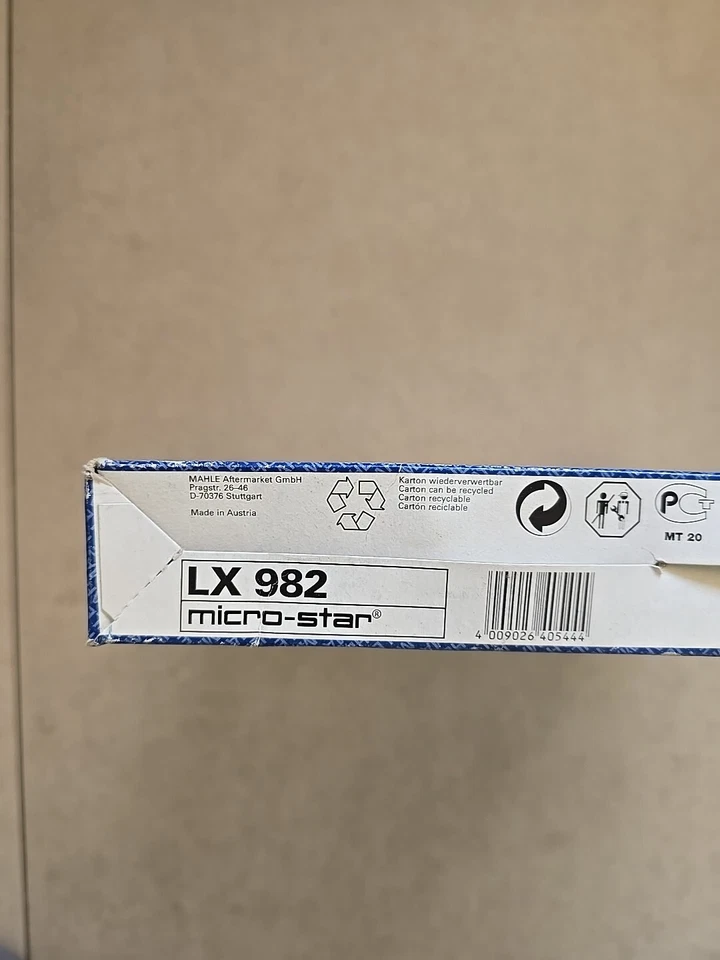 MAHLE Aftermarket GmbH
Pragstr. 26–46
D-70376 Stuttgart
Made in Austria
Karton wiederverwertbar
Carton can be recycled
Carton recyclable
Carton reciclable
MT 20
LX 982
micro-star®
4 009026 405444